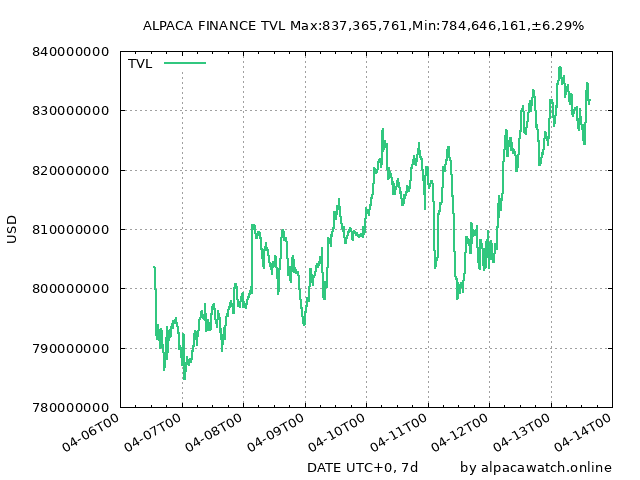 ALPACA FINANCE TVL Max:837,365,761,Min:784,646,161,±6.29%
TVL
840000000
830000000
820000000
810000000
800000000
790000000
780000000
USD
04-06T00
04-07T00
04-08T00
04-09T00
04-10T00
04-11T00
04-12T00
04-13T00
04-14T00
DATE UTC+0, 7d
by alpacawatch.online